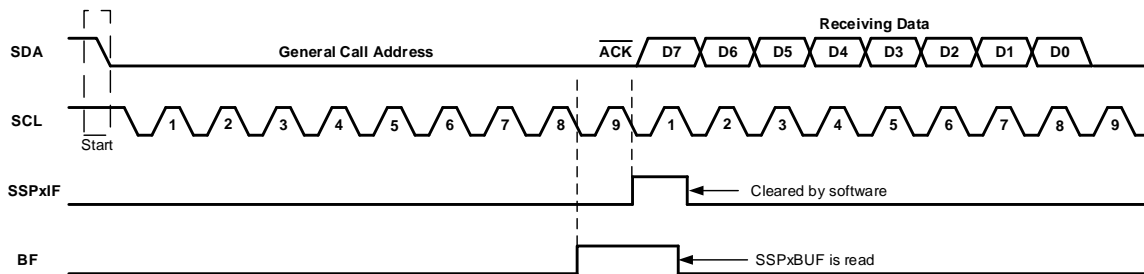 Receiving Data
SDA General Call Address ACK D7 D6 D5 D4 D3 D2 D1 D0
SCL 1 2 3 4 5 6 7 8 9 1 2 3 4 5 6 7 8 9
Start
SSPxIF Cleared by software
BF SSPxBUF is read